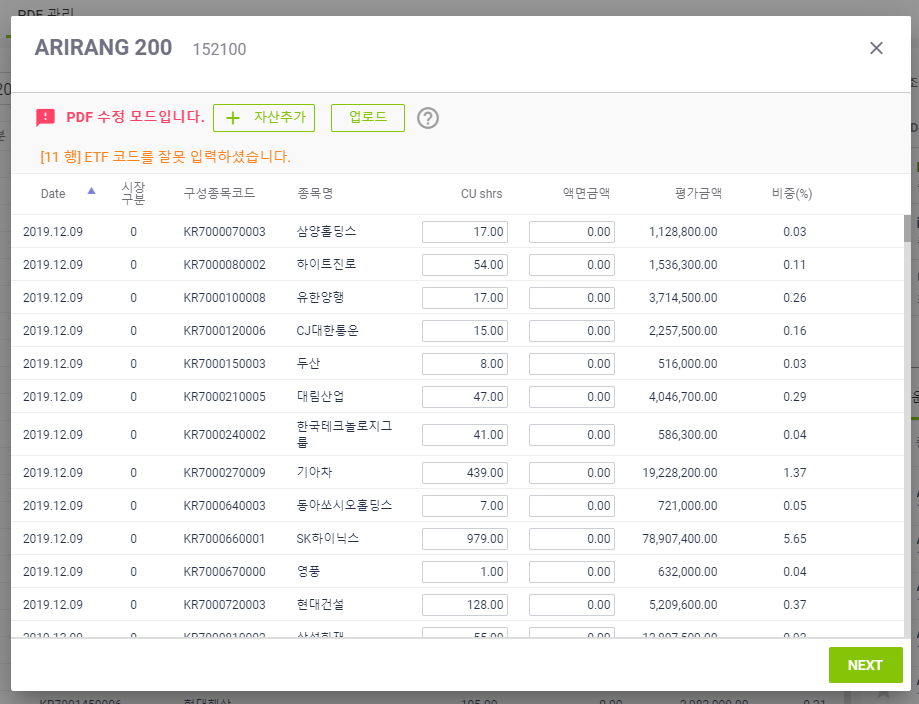 PDF 관리
ARIRANG 200 152100
PDF 수정 모드입니다. + 자산추가 업로드 ?
[11 행] ETF 코드를 잘못 입력하셨습니다.
Date 시장구분 구성종목코드 종목명 CU shrs 액면금액 평가금액 비중(%)
2019.12.09 0 KR7000070003 삼양홀딩스 17.00 0.00 1,128,800.00 0.03
2019.12.09 0 KR7000080002 하이트진로 54.00 0.00 1,536,300.00 0.11
2019.12.09 0 KR7000100008 유한양행 17.00 0.00 3,714,500.00 0.26
2019.12.09 0 KR7000120006 CJ대한통운 15.00 0.00 2,257,500.00 0.16
2019.12.09 0 KR7000150003 두산 8.00 0.00 516,000.00 0.03
2019.12.09 0 KR7000210005 대림산업 47.00 0.00 4,046,700.00 0.29
2019.12.09 0 KR7000240002 한국테크놀로지그룹 41.00 0.00 586,300.00 0.04
2019.12.09 0 KR7000270009 기아차 439.00 0.00 19,228,200.00 1.37
2019.12.09 0 KR7000640003 동아쏘시오홀딩스 7.00 0.00 721,000.00 0.05
2019.12.09 0 KR7000660001 SK하이닉스 979.00 0.00 78,907,400.00 5.65
2019.12.09 0 KR7000670000 영풍 1.00 0.00 632,000.00 0.04
2019.12.09 0 KR7000720003 현대건설 128.00 0.00 5,209,600.00 0.37
2019.12.09 0 삼성화재 55.00 0.00
NEXT